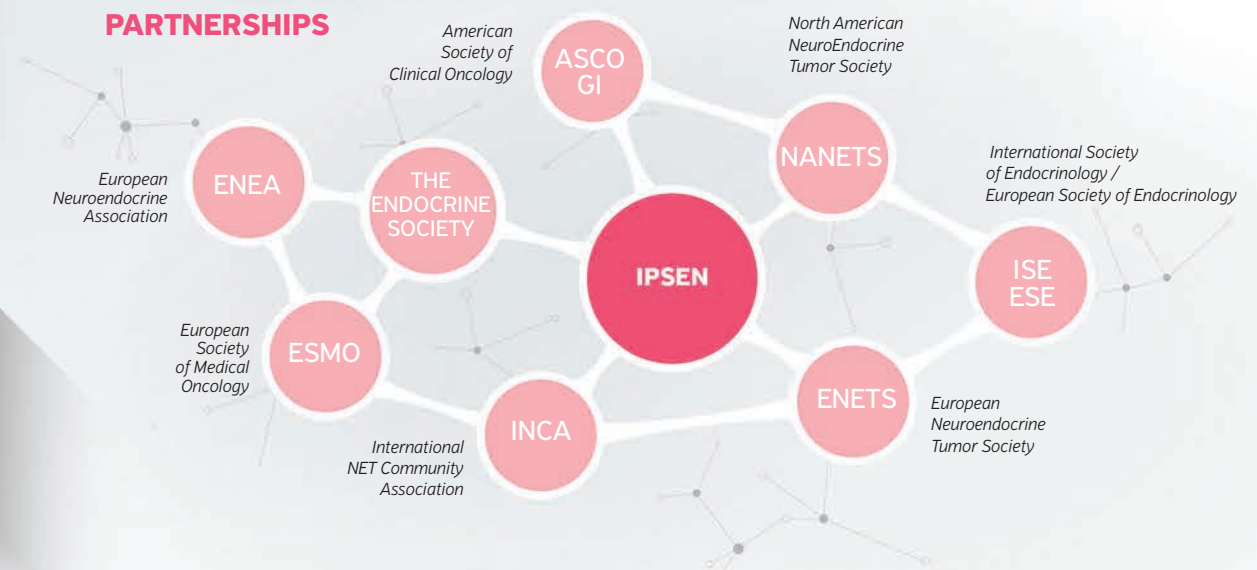 PARTNERSHIPS
American
Society of
Clinical Oncology
ASCO
GI
North American
NeuroEndocrine
Tumor Society
NANETS
International Society
of Endocrinology /
European Society of Endocrinology
ISE
ESE
European
Neuroendocrine
Association
ENEA
THE
ENDOCRINE
SOCIETY
IPSEN
European
Society
of Medical
Oncology
ESMO
International
NET Community
Association
INCA
ENETS
European
Neuroendocrine
Tumor Society